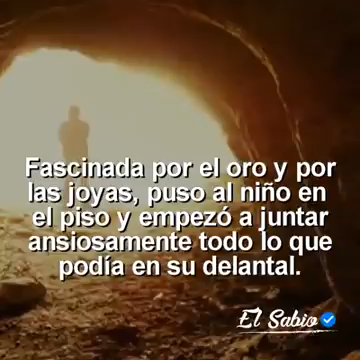 Fascinada por el oro y por
las joyas, puso al niño en
el piso y empezó a juntar
ansiosamente todo lo que
podía en su delantal.
El Sabio